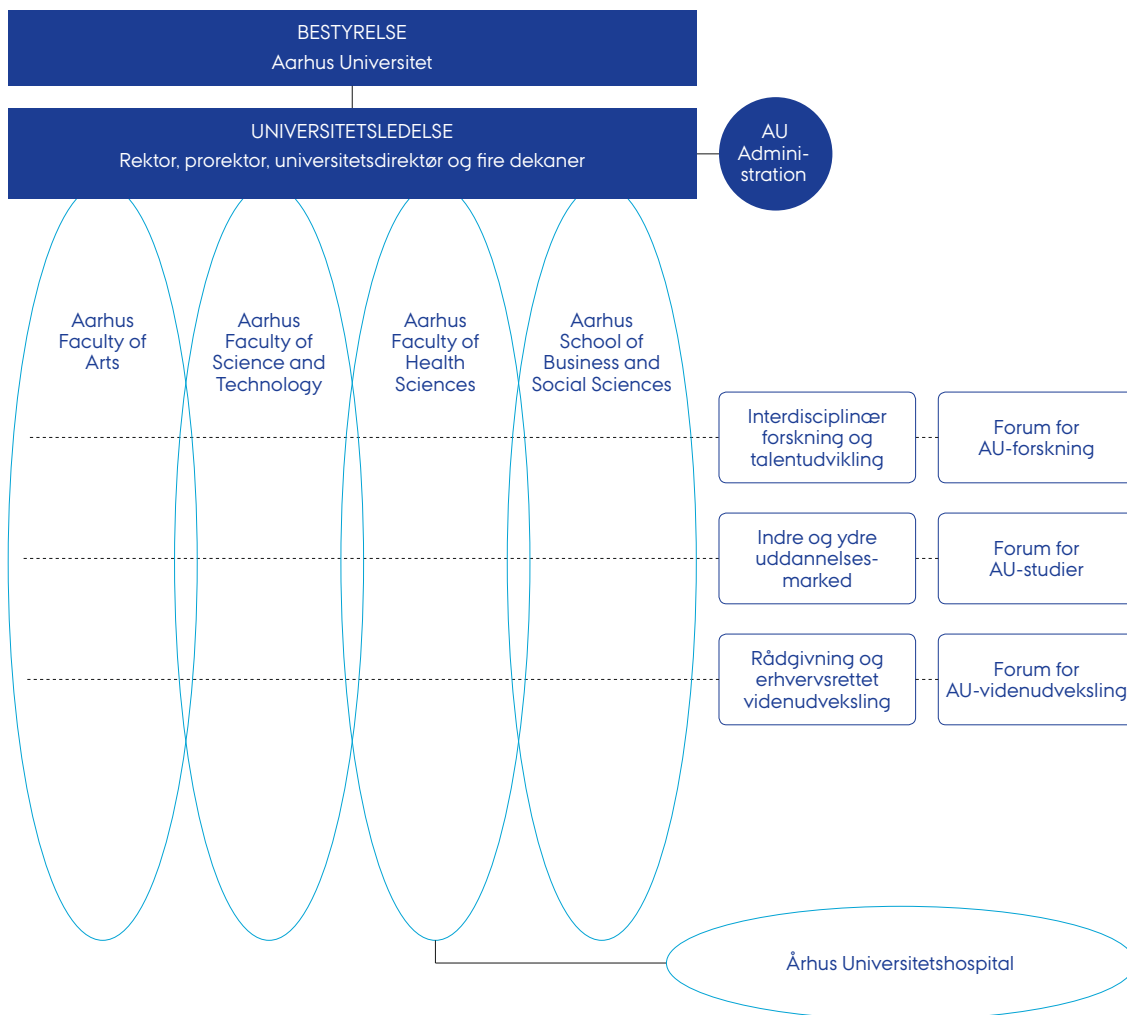 BESTYRELSE
Aarhus Universitet
UNIVERSITETSLEDELSE
Rektor, prorektor, universitetsdirektør og fire dekaner
AU
Admini-
stration
Aarhus
Faculty of
Arts
Aarhus
Faculty of
Science and
Technology
Aarhus
Faculty of
Health
Sciences
Aarhus
School of
Business and
Social Sciences
Interdisciplinær
forskning og
talentudvikling
Forum for
AU-forskning
Indre og ydre
uddannelses-
marked
Forum for
AU-studier
Rådgivning og
erhvervsrettet
videnudveksling
Forum for
AU-videnudveksling
Århus Universitetshospital